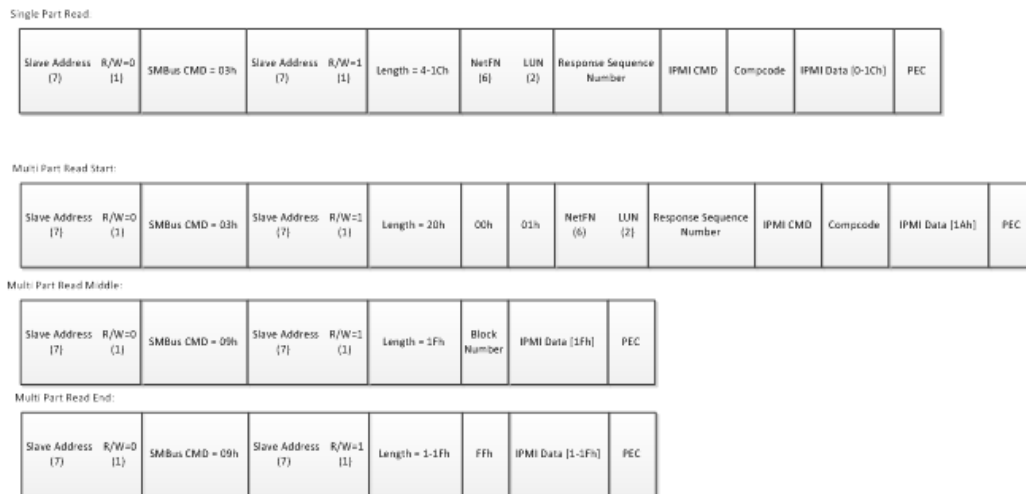 Single Part Read:
Slave Address R/W=0 SMBus CMD = 03h Slave Address R/W=1 Length = 4-1Ch NetFN LUN Response Sequence IPMI CMD Compcode IPMI Data [0-1Ch] PEC
(7) (1) (7) (1) (6) (2) Number
Multi Part Read Start:
Slave Address R/W=0 SMBus CMD = 03h Slave Address R/W=1 Length = 20h 00h 01h NetFN LUN Response Sequence IPMI CMD Compcode IPMI Data [1Ah] PEC
(7) (1) (7) (1) (6) (2) Number
Multi Part Read Middle:
Slave Address R/W=0 SMBus CMD = 09h Slave Address R/W=1 Length = 1Fh Block IPMI Data [1Fh] PEC
(7) (1) (7) (1) Number
Multi Part Read End:
Slave Address R/W=0 SMBus CMD = 09h Slave Address R/W=1 Length = 1-1Fh FFh IPMI Data [1-1Fh] PEC
(7) (1) (7) (1)